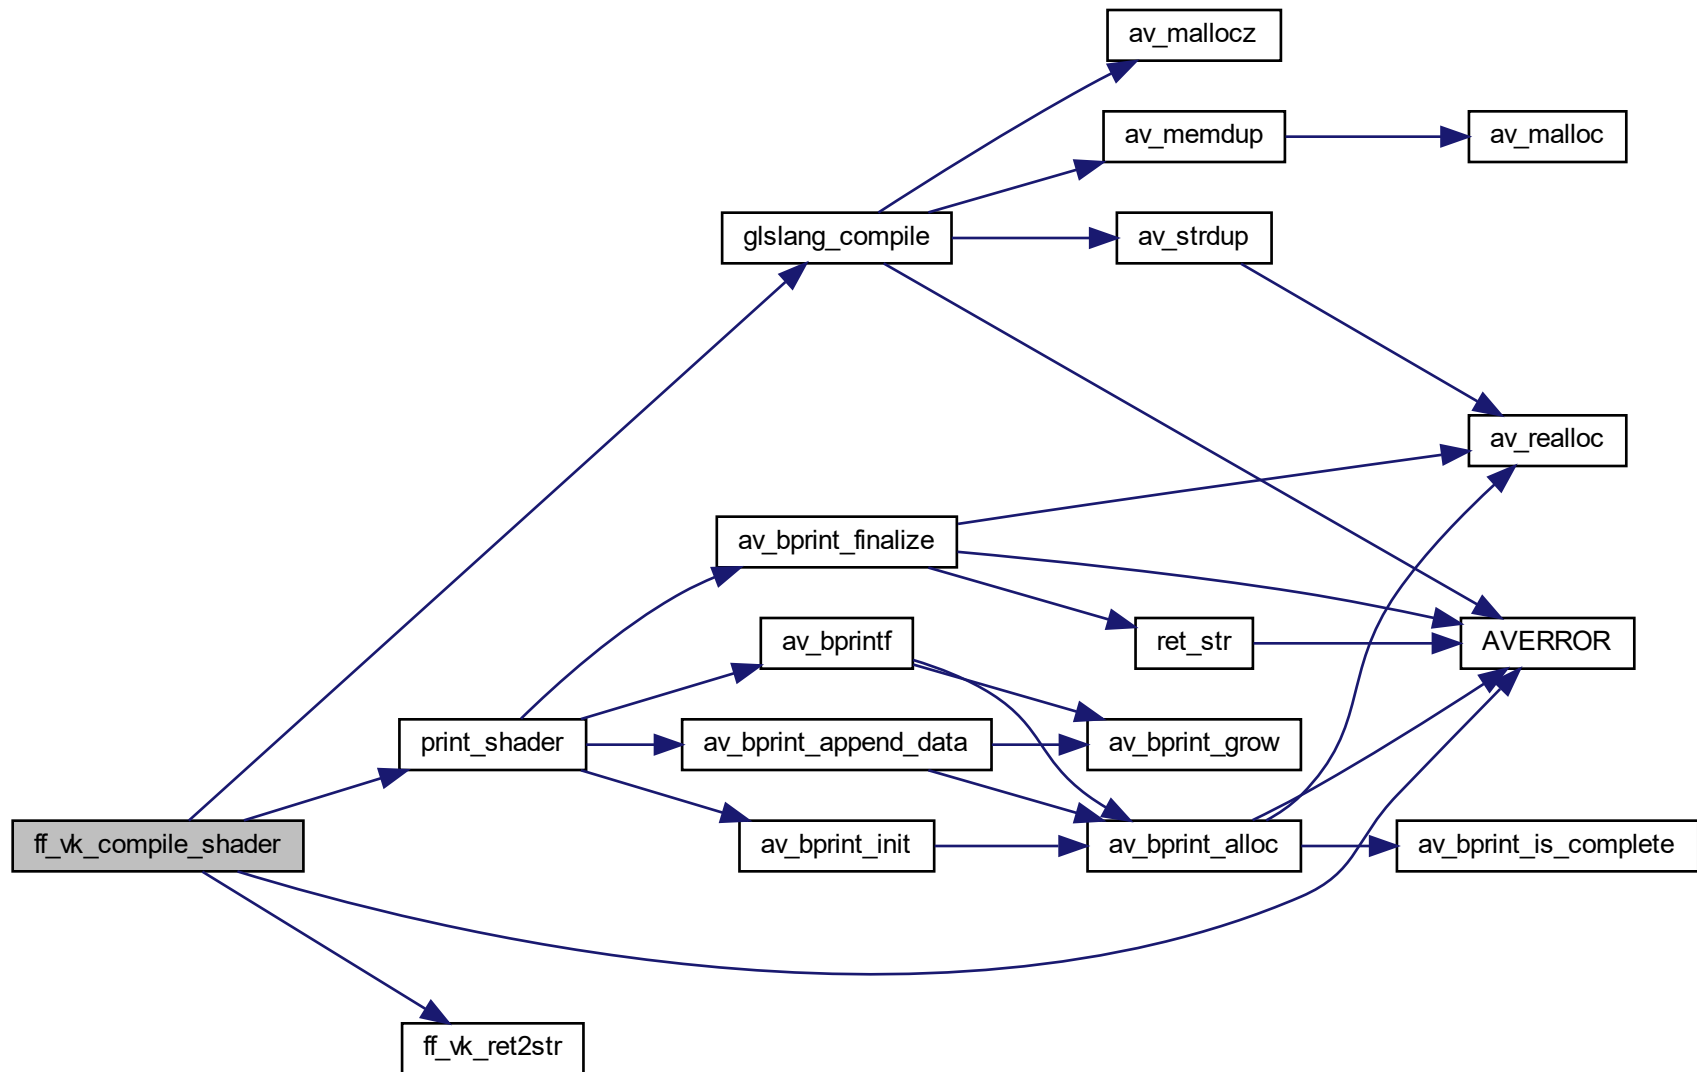 av_mallocz
av_memdup
av_malloc
glslang_compile
av_strdup
av_realloc
av_bprint_finalize
av_bprintf
ret_str
AVERROR
print_shader
av_bprint_append_data
av_bprint_grow
ff_vk_compile_shader
av_bprint_init
av_bprint_alloc
av_bprint_is_complete
ff_vk_ret2str